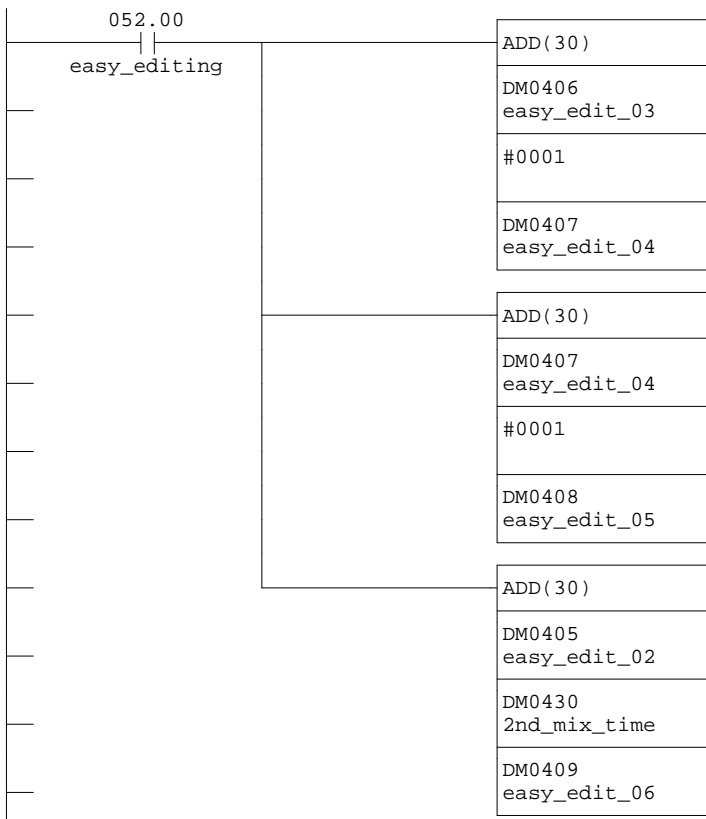 052.00
easy_editing
ADD(30)
DM0406
easy_edit_03
#0001
DM0407
easy_edit_04
ADD(30)
DM0407
easy_edit_04
#0001
DM0408
easy_edit_05
ADD(30)
DM0405
easy_edit_02
DM0430
2nd_mix_time
DM0409
easy_edit_06